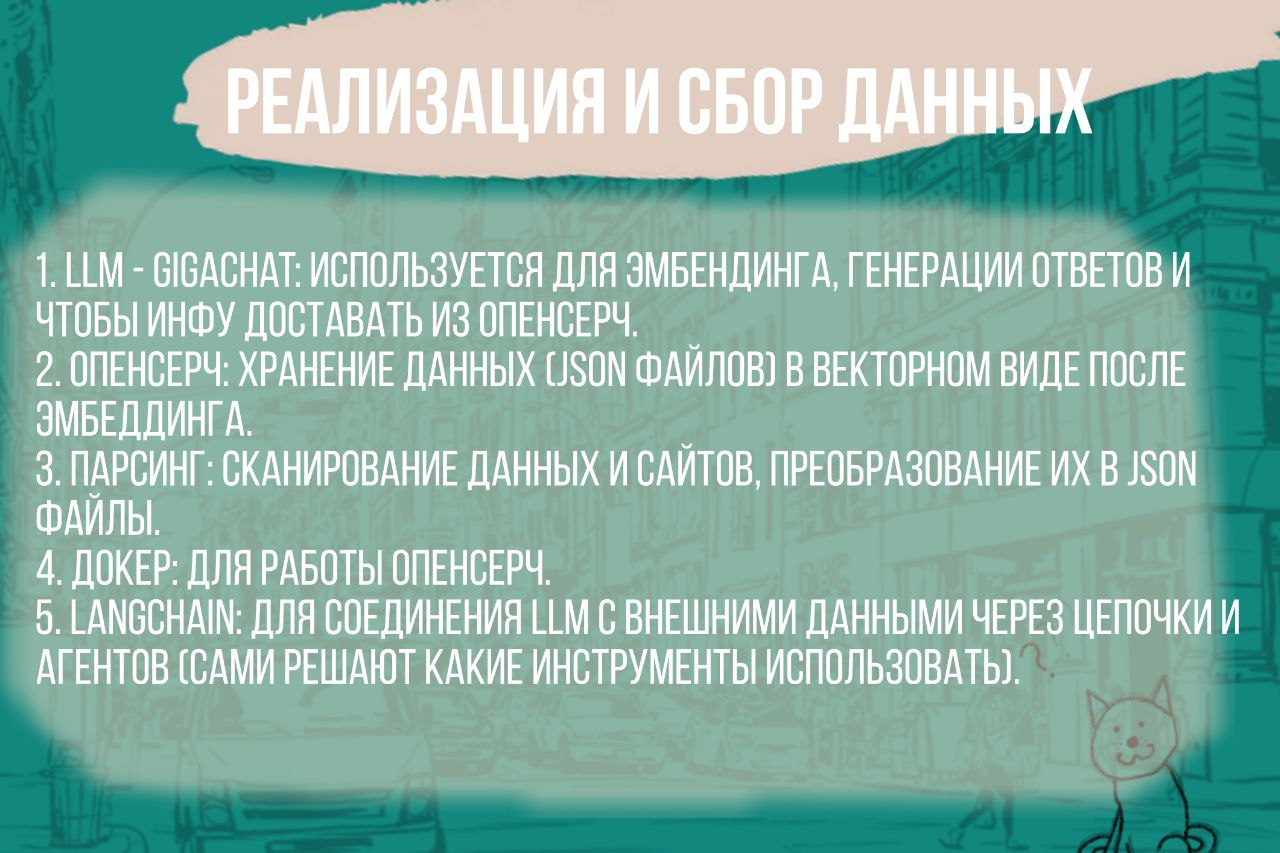 РЕАЛИЗАЦИЯ И СБОР ДАННЫХ
1. LLM - GIGACHAT: ИСПОЛЬЗУЕТСЯ ДЛЯ ЭМБЕНДИНГА, ГЕНЕРАЦИИ ОТВЕТОВ И
ЧТОБЫ ИНФУ ДОСТАВАТЬ ИЗ ОПЕНСЕРЧ.
2. ОПЕНСЕРЧ: ХРАНЕНИЕ ДАННЫХ (JSON ФАЙЛОВ) В ВЕКТОРНОМ ВИДЕ ПОСЛЕ
ЭМБЕДДИНГА.
3. ПАРСИНГ: СКАНИРОВАНИЕ ДАННЫХ И САЙТОВ, ПРЕОБРАЗОВАНИЕ ИХ В JSON
ФАЙЛЫ.
4. ДОКЕР: ДЛЯ РАБОТЫ ОПЕНСЕРЧ.
5. LANGCHAIN: ДЛЯ СОЕДИНЕНИЯ LLM С ВНЕШНИМИ ДАННЫМИ ЧЕРЕЗ ЦЕПОЧКИ И
АГЕНТОВ (САМИ РЕШАЮТ КАКИЕ ИНСТРУМЕНТЫ ИСПОЛЬЗОВАТЬ).
?